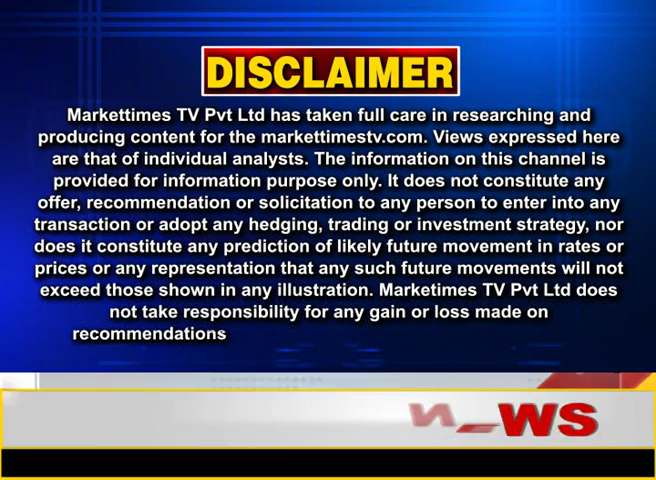 DISCLAIMER
Markettimes TV Pvt Ltd has taken full care in researching and
producing content for the markettimestv.com. Views expressed here
are that of individual analysts. The information on this channel is
provided for information purpose only. It does not constitute any
offer, recommendation or solicitation to any person to enter into any
transaction or adopt any hedging, trading or investment strategy, nor
does it constitute any prediction of likely future movement in rates or
prices or any representation that any such future movements will not
exceed those shown in any illustration. Marketimes TV Pvt Ltd does
not take responsibility for any gain or loss made on
recommendations